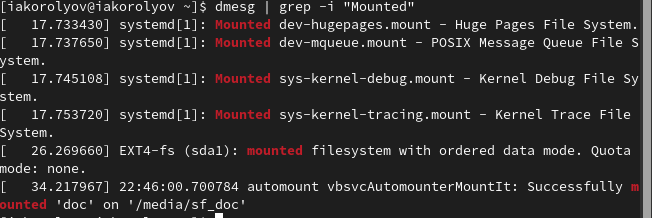 [iakorolyov@iakorolyov ~]$ dmesg | grep -i "Mounted"
[   17.733430] systemd[1]: Mounted dev-hugepages.mount - Huge Pages File System.
[   17.737650] systemd[1]: Mounted dev-mqueue.mount - POSIX Message Queue File S
ystem.
[   17.745108] systemd[1]: Mounted sys-kernel-debug.mount - Kernel Debug File Sy
stem.
[   17.753720] systemd[1]: Mounted sys-kernel-tracing.mount - Kernel Trace File
System.
[   26.269660] EXT4-fs (sda1): mounted filesystem with ordered data mode. Quota
mode: none.
[   34.217967] 22:46:00.700784 automount vbsvcAutomounterMountIt: Successfully m
ounted 'doc' on '/media/sf_doc'